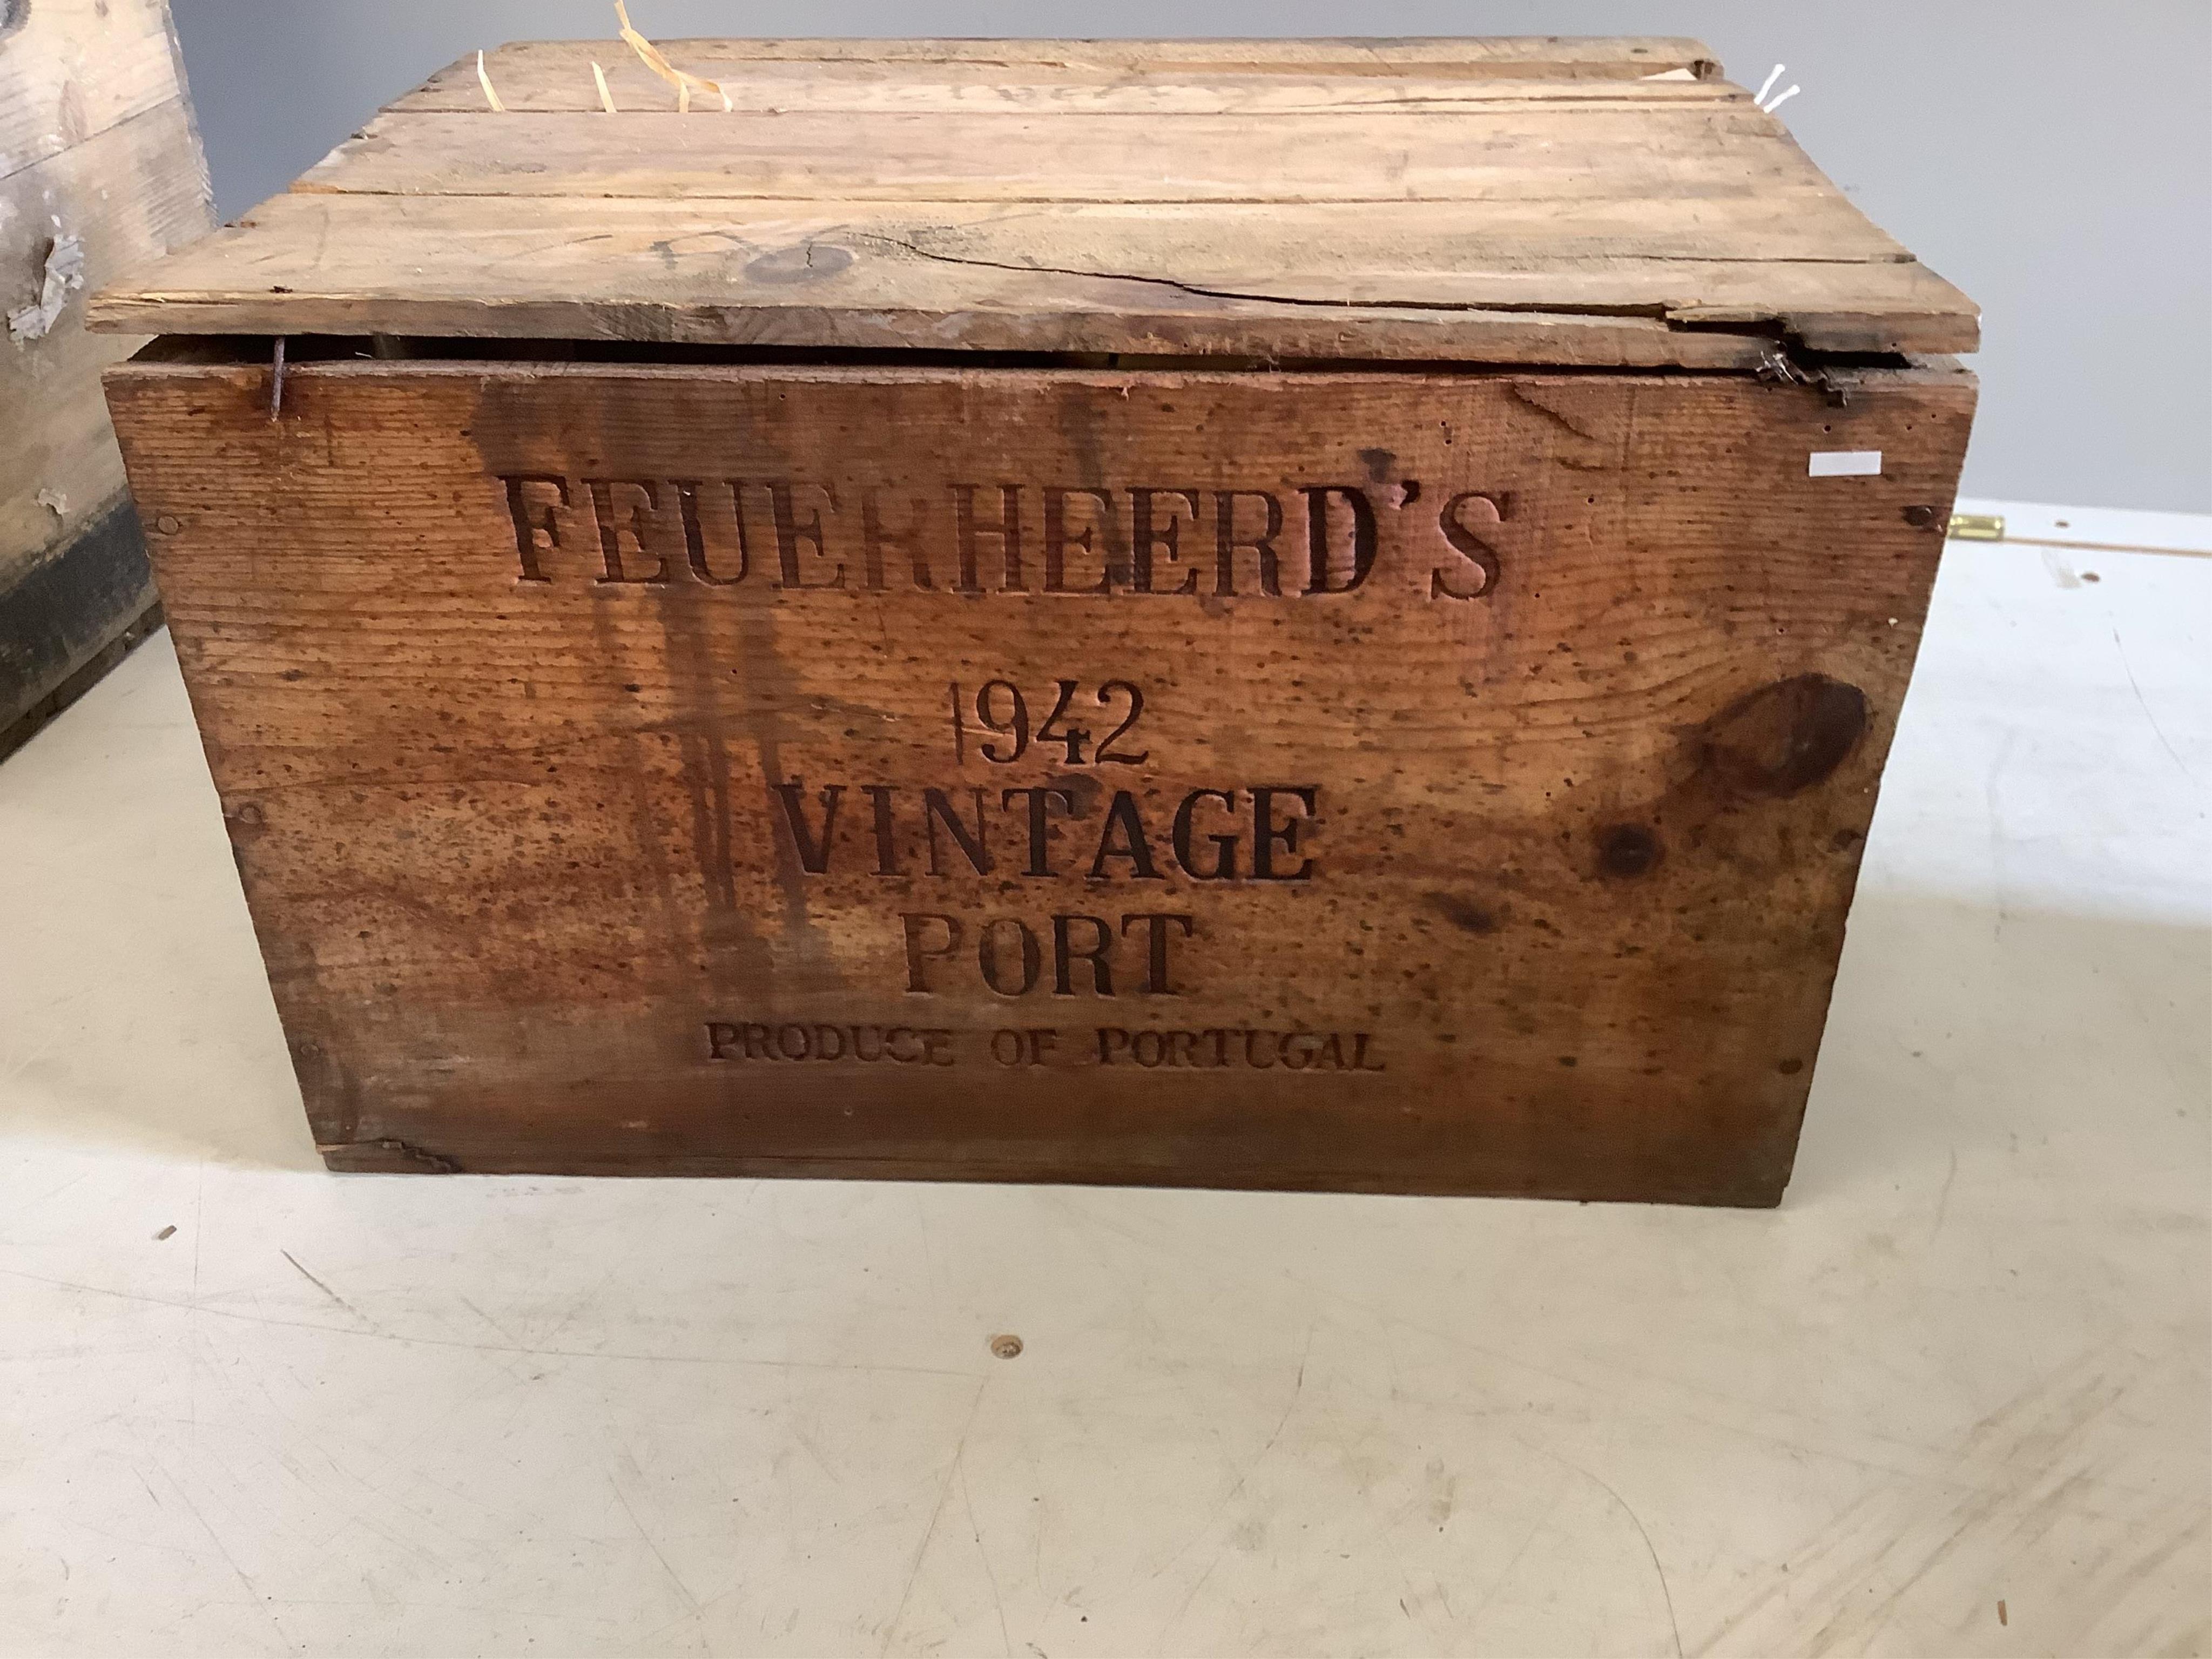 FEUERHEERD'S
1942
VINTAGE
PORT
PRODUCE OF PORTUGAL